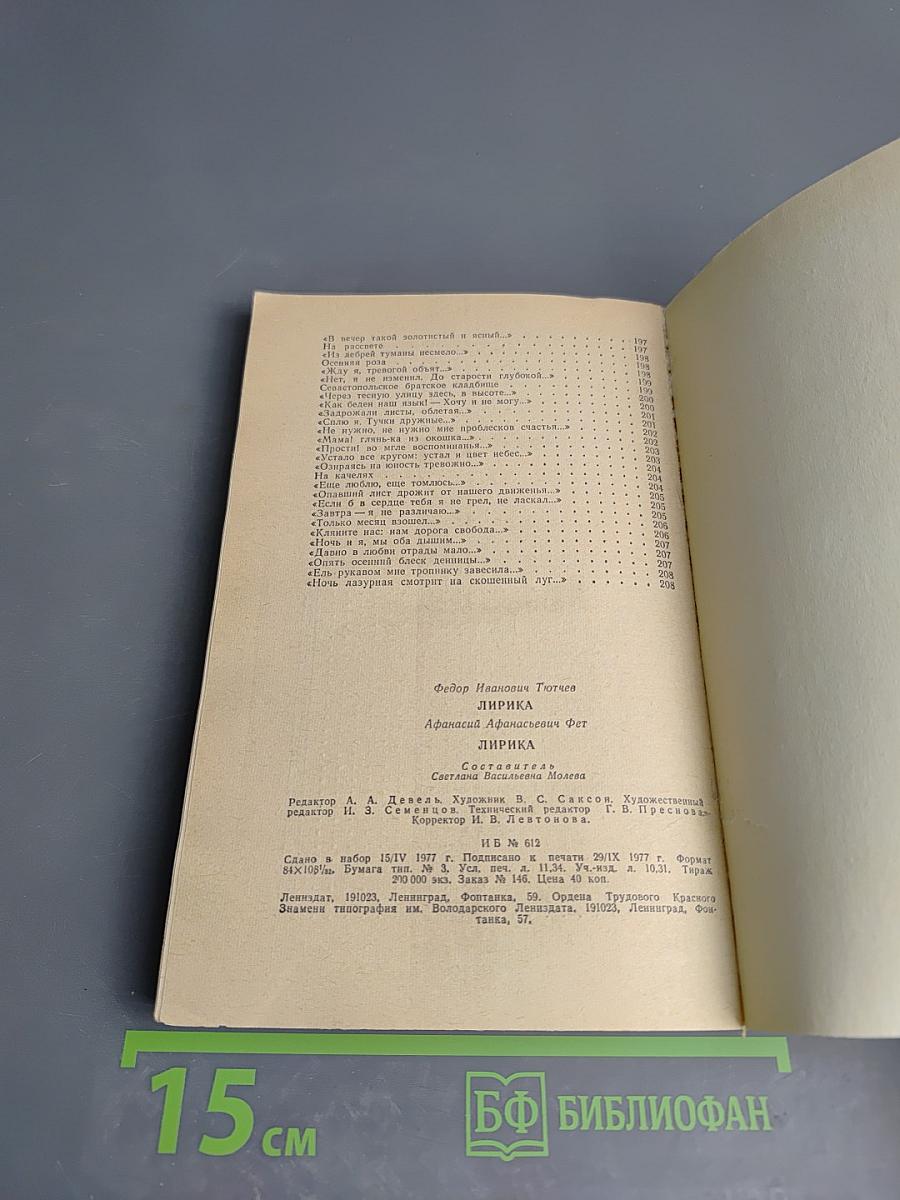 «В вечер такой золотистый и ясный...» . . . . . . . . 197
На рассвете . . . . . . . . 197
«Из дебрей туманы несмело...» . . . . . . . . 198
Осенняя роза . . . . . . . . 198
«Жду я, тревогой объят...» . . . . . . . . 198
«Нет, я не изменил. До старости глубокой...» . . . . . . . . 199
Севастопольское братское кладбище . . . . . . . . 199
«Через тесную улицу здесь, в высоте...» . . . . . . . . 200
«Как беден наш язык! — Хочу и не могу...» . . . . . . . . 200
«Задрожали листы, облетая...» . . . . . . . . 201
«Сплю я. Тучки дружные...» . . . . . . . . 201
«Не нужно, не нужно мне проблесков счастья...» . . . . . . . . 202
«Мама! глянь-ка из окошка...» . . . . . . . . 202
«Прости! во мгле воспоминанья...» . . . . . . . . 203
«Устало все кругом: устал и цвет небес...» . . . . . . . . 203
«Озираясь на юность тревожно...» . . . . . . . . 204
На качелях . . . . . . . . 204
«Еще люблю, еще томлюсь...» . . . . . . . . 204
«Опавший лист дрожит от нашего движенья...» . . . . . . . . 205
«Если б в сердце тебя я не грел, не ласкал...» . . . . . . . . 205
«Завтра — я не различаю...» . . . . . . . . 205
«Только месяц взошел...» . . . . . . . . 206
«Кляните нас: нам дорога свобода...» . . . . . . . . 206
«Ночь и я, мы оба дышим...» . . . . . . . . 207
«Давно в любви отрады мало...» . . . . . . . . 207
«Опять осенний блеск денницы...» . . . . . . . . 207
«Ель рукавом мне тропинку завесила...» . . . . . . . . 208
«Ночь лазурная смотрит на скошенный луг...» . . . . . . . . 208
Федор Иванович Тютчев
ЛИРИКА
Афанасий Афанасьевич Фет
ЛИРИКА
Составитель
Светлана Васильевна Молева
Редактор А. А. Девель. Художник В. С. Саксон. Художественный
редактор И. З. Семенцов. Технический редактор Г. В. Преснова.
Корректор И. В. Левтонова.
ИБ № 612
Сдано в набор 15/IV 1977 г. Подписано к печати 29/IX 1977 г. Формат
84×108¹/₃₂. Бумага тип. № 3. Усл. печ. л. 11,34. Уч.-изд. л. 10,31. Тираж
200 000 экз. Заказ № 146. Цена 40 коп.
Лениздат, 191023, Ленинград, Фонтанка, 59. Ордена Трудового Красного
Знамени типография им. Володарского Лениздата, 191023, Ленинград, Фон-
танка, 57.
15 см
БФ БИБЛИОФАН